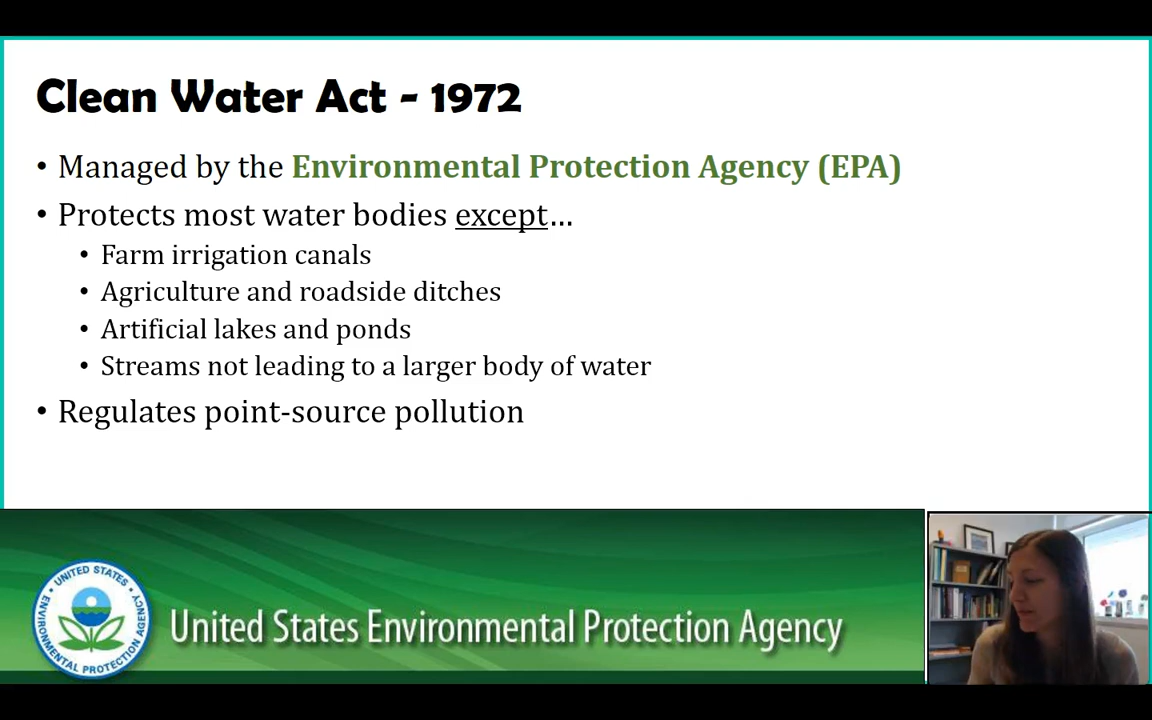 Clean Water Act - 1972
• Managed by the Environmental Protection Agency (EPA)
• Protects most water bodies except…
• Farm irrigation canals
• Agriculture and roadside ditches
• Artificial lakes and ponds
• Streams not leading to a larger body of water
• Regulates point-source pollution
UNITED STATES
ENVIRONMENTAL PROTECTION AGENCY
United States Environmental Protection Agency